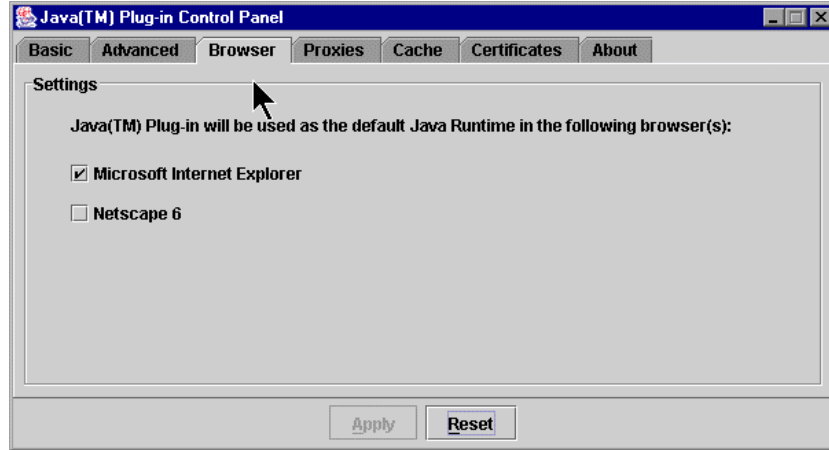 Java(TM) Plug-in Control Panel
Basic Advanced Browser Proxies Cache Certificates About
Settings
Java(TM) Plug-in will be used as the default Java Runtime in the following browser(s):
Microsoft Internet Explorer
Netscape 6
Apply Reset